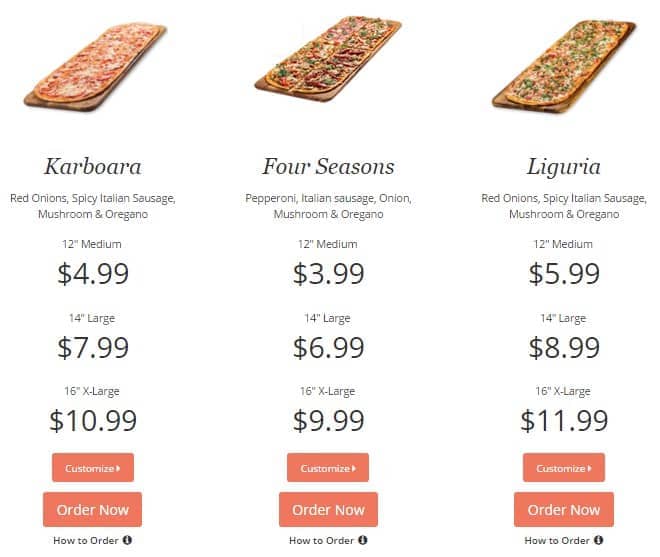 Karboara
Red Onions, Spicy Italian Sausage,
Mushroom & Oregano
12" Medium
$4.99
14" Large
$7.99
16" X-Large
$10.99
Customize
Order Now
How to Order
Four Seasons
Pepperoni, Italian sausage, Onion,
Mushroom & Oregano
12" Medium
$3.99
14" Large
$6.99
16" X-Large
$9.99
Customize
Order Now
How to Order
Liguria
Red Onions, Spicy Italian Sausage,
Mushroom & Oregano
12" Medium
$5.99
14" Large
$8.99
16" X-Large
$11.99
Customize
Order Now
How to Order